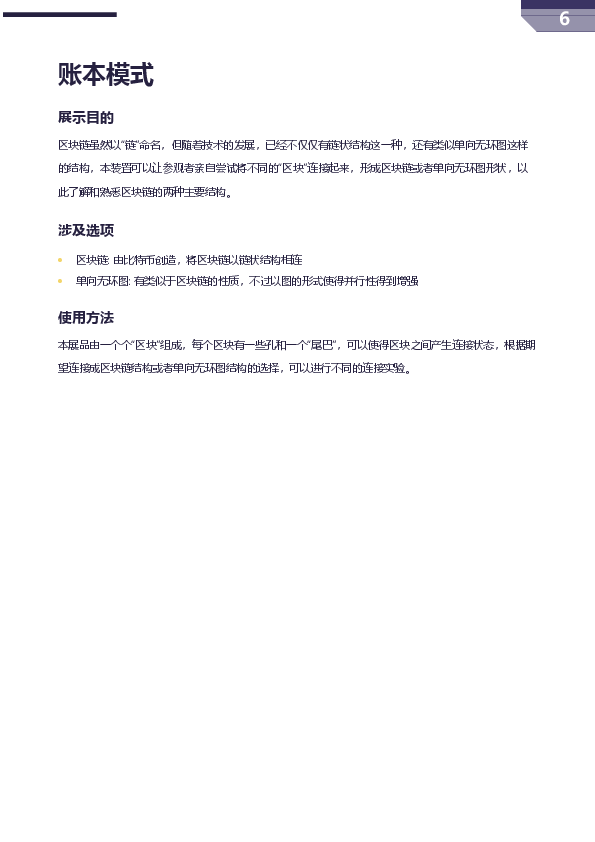 6
账本模式
展示目的
区块链虽然以“链”命名，但随着技术的发展，已经不仅仅有链状结构这一种，还有类似单向无环图这样
的结构，本装置可以让参观者亲自尝试将不同的“区块”连接起来，形成区块链或者单向无环图形状，以
此了解和熟悉区块链的两种主要结构。
涉及选项
• 区块链: 由比特币创造，将区块链以链状结构相连
• 单向无环图: 有类似于区块链的性质，不过以图的形式使得并行性得到增强
使用方法
本展品由一个个“区块”组成，每个区块有一些孔和一个“尾巴”，可以使得区块之间产生连接状态，根据期
望连接成区块链结构或者单向无环图结构的选择，可以进行不同的连接实验。